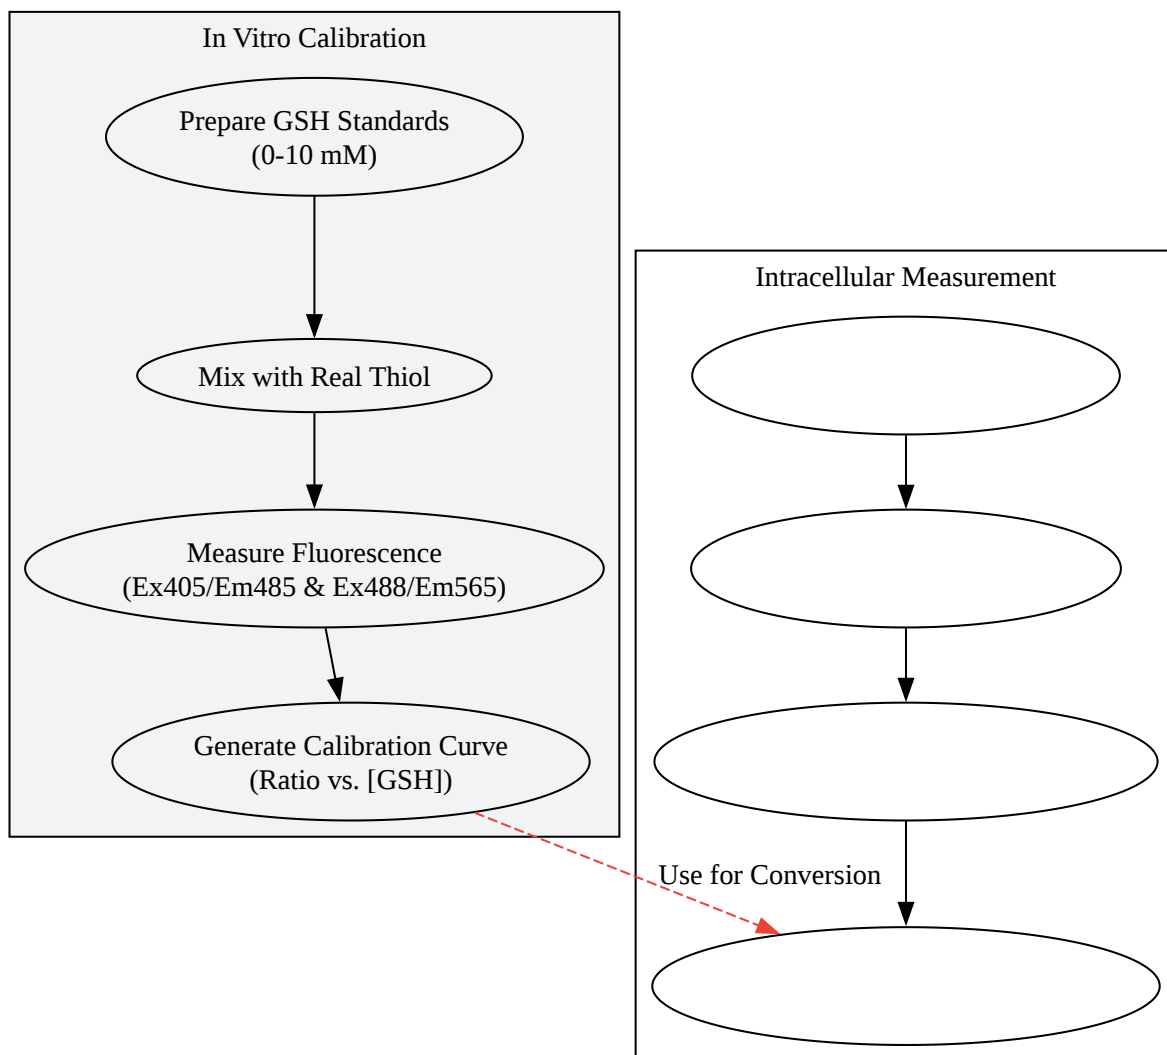 In Vitro Calibration
Prepare GSH Standards
(0-10 mM)
Mix with Real Thiol
Measure Fluorescence
(Ex405/Em485 & Ex488/Em565)
Generate Calibration Curve
(Ratio vs. [GSH])
Intracellular Measurement
Use for Conversion